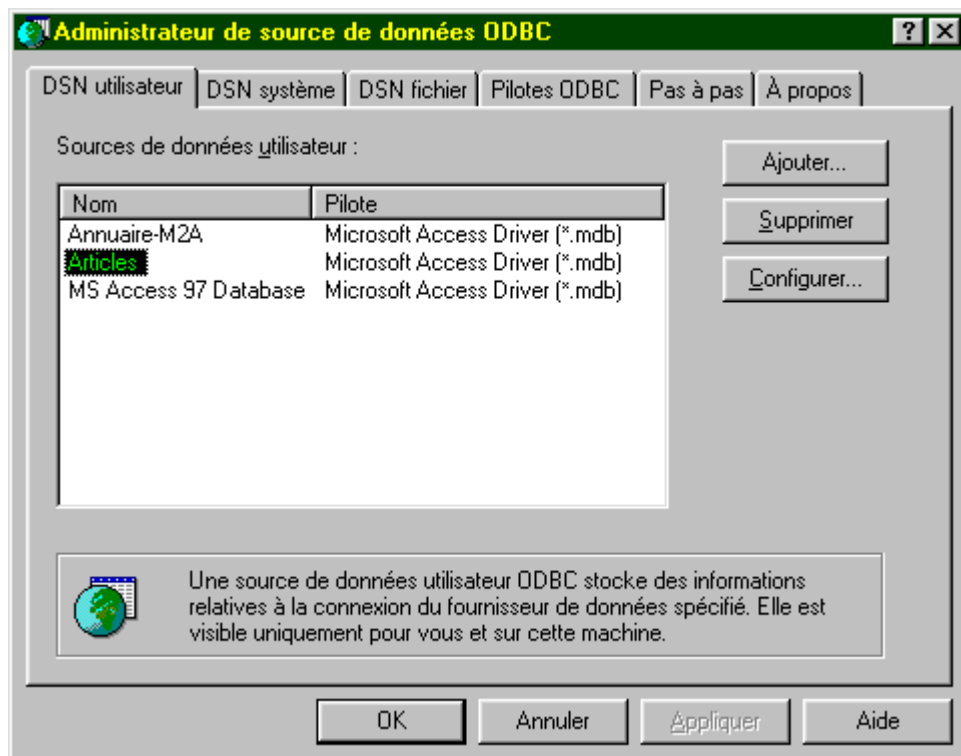 Administrateur de source de données ODBC
DSN utilisateur DSN système DSN fichier Pilotes ODBC Pas à pas À propos
Sources de données utilisateur :
Ajouter...
Supprimer
Configurer...
Nom Pilote
Annuaire-M2A Microsoft Access Driver (*.mdb)
Articles Microsoft Access Driver (*.mdb)
MS Access 97 Database Microsoft Access Driver (*.mdb)
Une source de données utilisateur ODBC stocke des informations
relatives à la connexion du fournisseur de données spécifié. Elle est
visible uniquement pour vous et sur cette machine.
OK Annuler Appliquer Aide